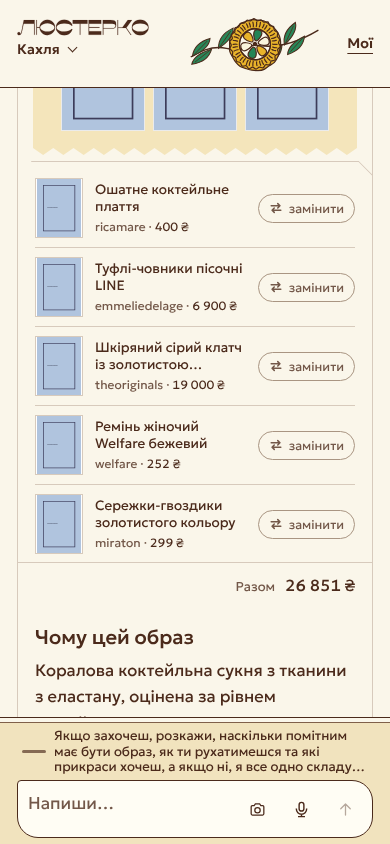 ЛЮСТЕРКО
Кахля
Мої
Ошатне коктейльне
плаття
ricamare · 400 ₴
замінити
Туфлі-човники пісочні
LINE
emmeliedelage · 6 900 ₴
замінити
Шкіряний сірий клатч
із золотистою...
theoriginals · 19 000 ₴
замінити
Ремінь жіночий
Welfare бежевий
welfare · 252 ₴
замінити
Сережки-гвоздики
золотистого кольору
miraton · 299 ₴
замінити
Разом 26 851 ₴
Чому цей образ
Коралова коктейльна сукня з тканини
з еластану, оцінена за рівнем
Якщо захочеш, розкажи, наскільки помітним
має бути образ, як ти рухатимешся та які
прикраси хочеш, а якщо ні, я все одно складу...
Напиши...